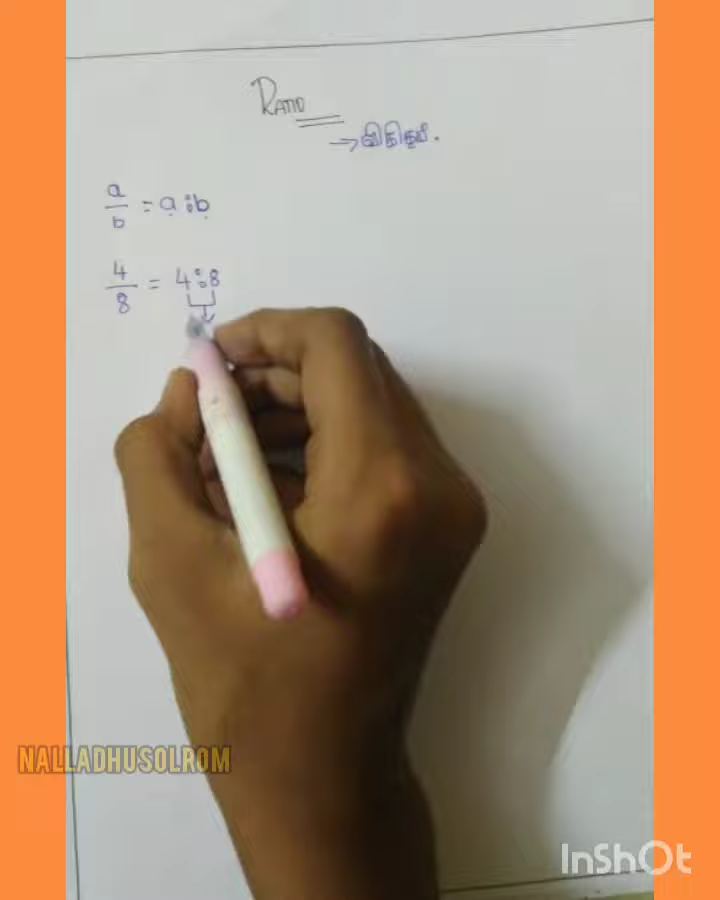 RATIO
→ விகிதம்.
a/b = a:b
4/8 = 4:8
NALLADHUSOLROM
InShOt